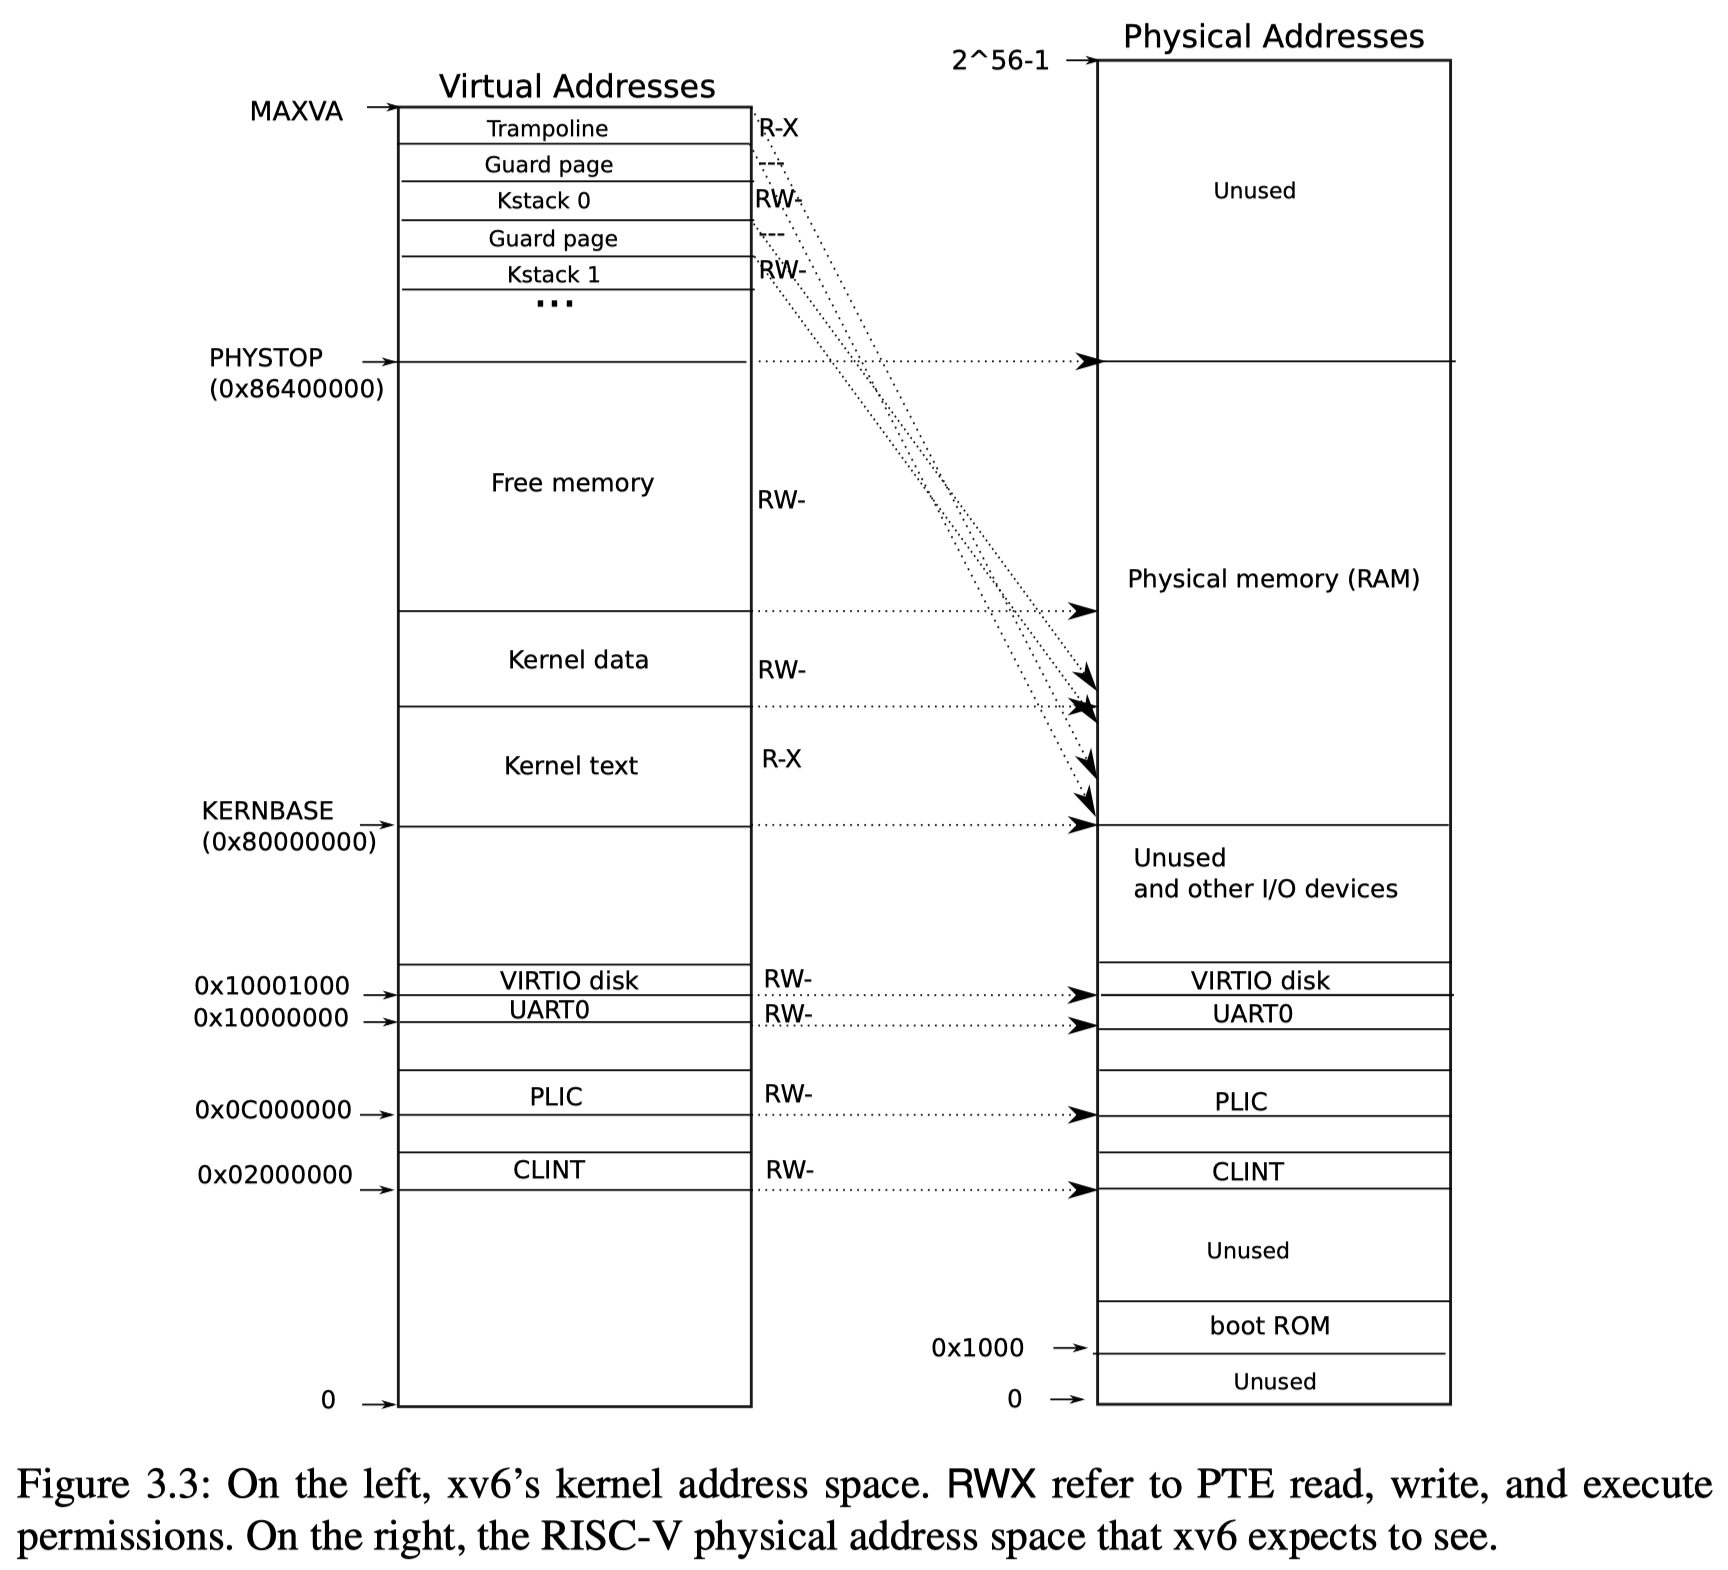 Physical Addresses
2^56-1
Virtual Addresses
MAXVA
Trampoline
R-X
Guard page
---
Kstack 0
RW-
Guard page
---
Kstack 1
RW-
...
Unused
PHYSTOP
(0x86400000)
Free memory
RW-
Physical memory (RAM)
Kernel data
RW-
Kernel text
R-X
KERNBASE
(0x80000000)
Unused
and other I/O devices
0x10001000
VIRTIO disk
RW-
VIRTIO disk
0x10000000
UART0
RW-
UART0
0x0C000000
PLIC
RW-
PLIC
0x02000000
CLINT
RW-
CLINT
Unused
boot ROM
0x1000
Unused
0
0
Figure 3.3: On the left, xv6’s kernel address space. RWX refer to PTE read, write, and execute
permissions. On the right, the RISC-V physical address space that xv6 expects to see.